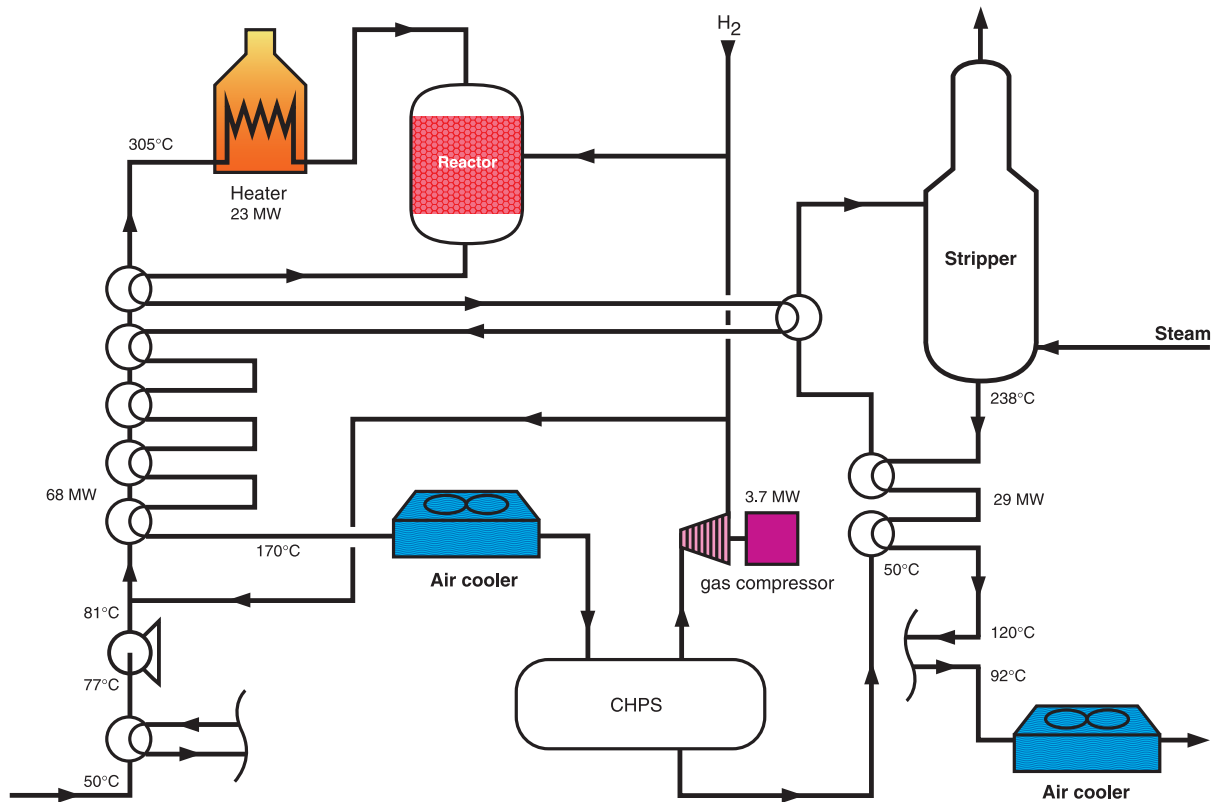 H2
305°C
Reactor
Heater
23 MW
Stripper
Steam
238°C
68 MW
3.7 MW
29 MW
170°C
50°C
Air cooler
gas compressor
81°C
120°C
77°C
92°C
CHPS
50°C
Air cooler